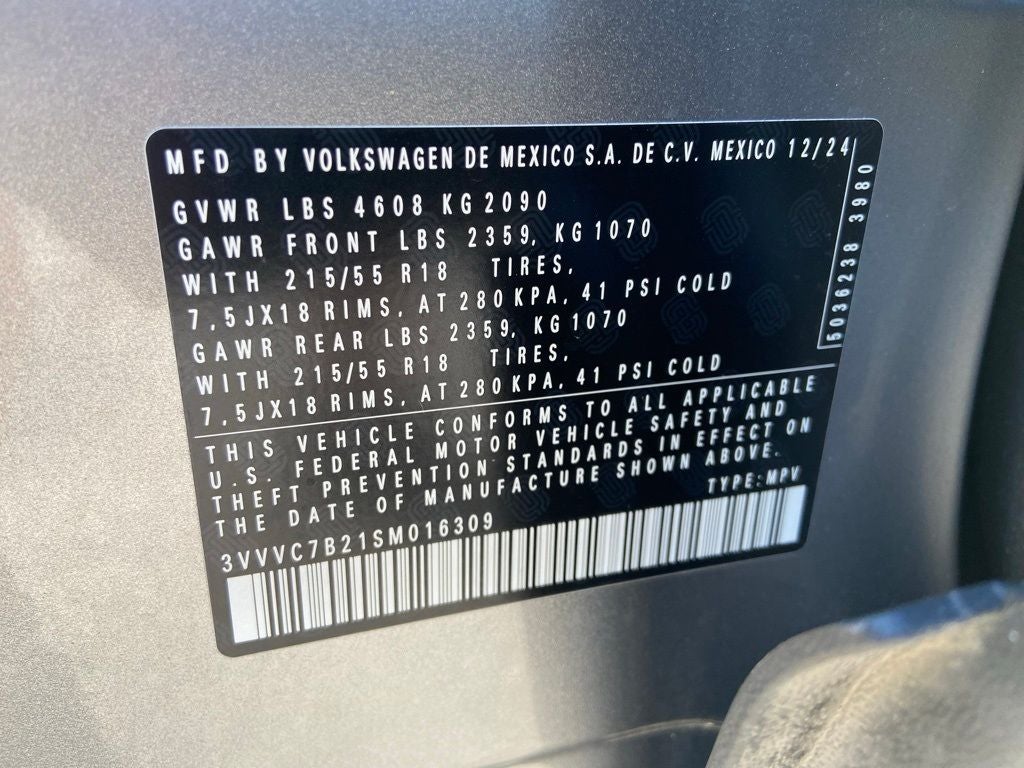 MFD BY VOLKSWAGEN DE MEXICO S.A. DE C.V. MEXICO 12/24
GVWR LBS 4608 KG 2090
GAWR FRONT LBS 2359, KG 1070
WITH 215/55 R18 TIRES,
7,5JX18 RIMS, AT 280 KPA, 41 PSI COLD
GAWR REAR LBS 2359, KG 1070
WITH 215/55 R18 TIRES,
7,5JX18 RIMS, AT 280 KPA, 41 PSI COLD
THIS VEHICLE CONFORMS TO ALL APPLICABLE
U.S. FEDERAL MOTOR VEHICLE SAFETY AND
THEFT PREVENTION STANDARDS IN EFFECT ON
THE DATE OF MANUFACTURE SHOWN ABOVE.
TYPE:MPV
3VVVC7B21SM016309
5036238 3980